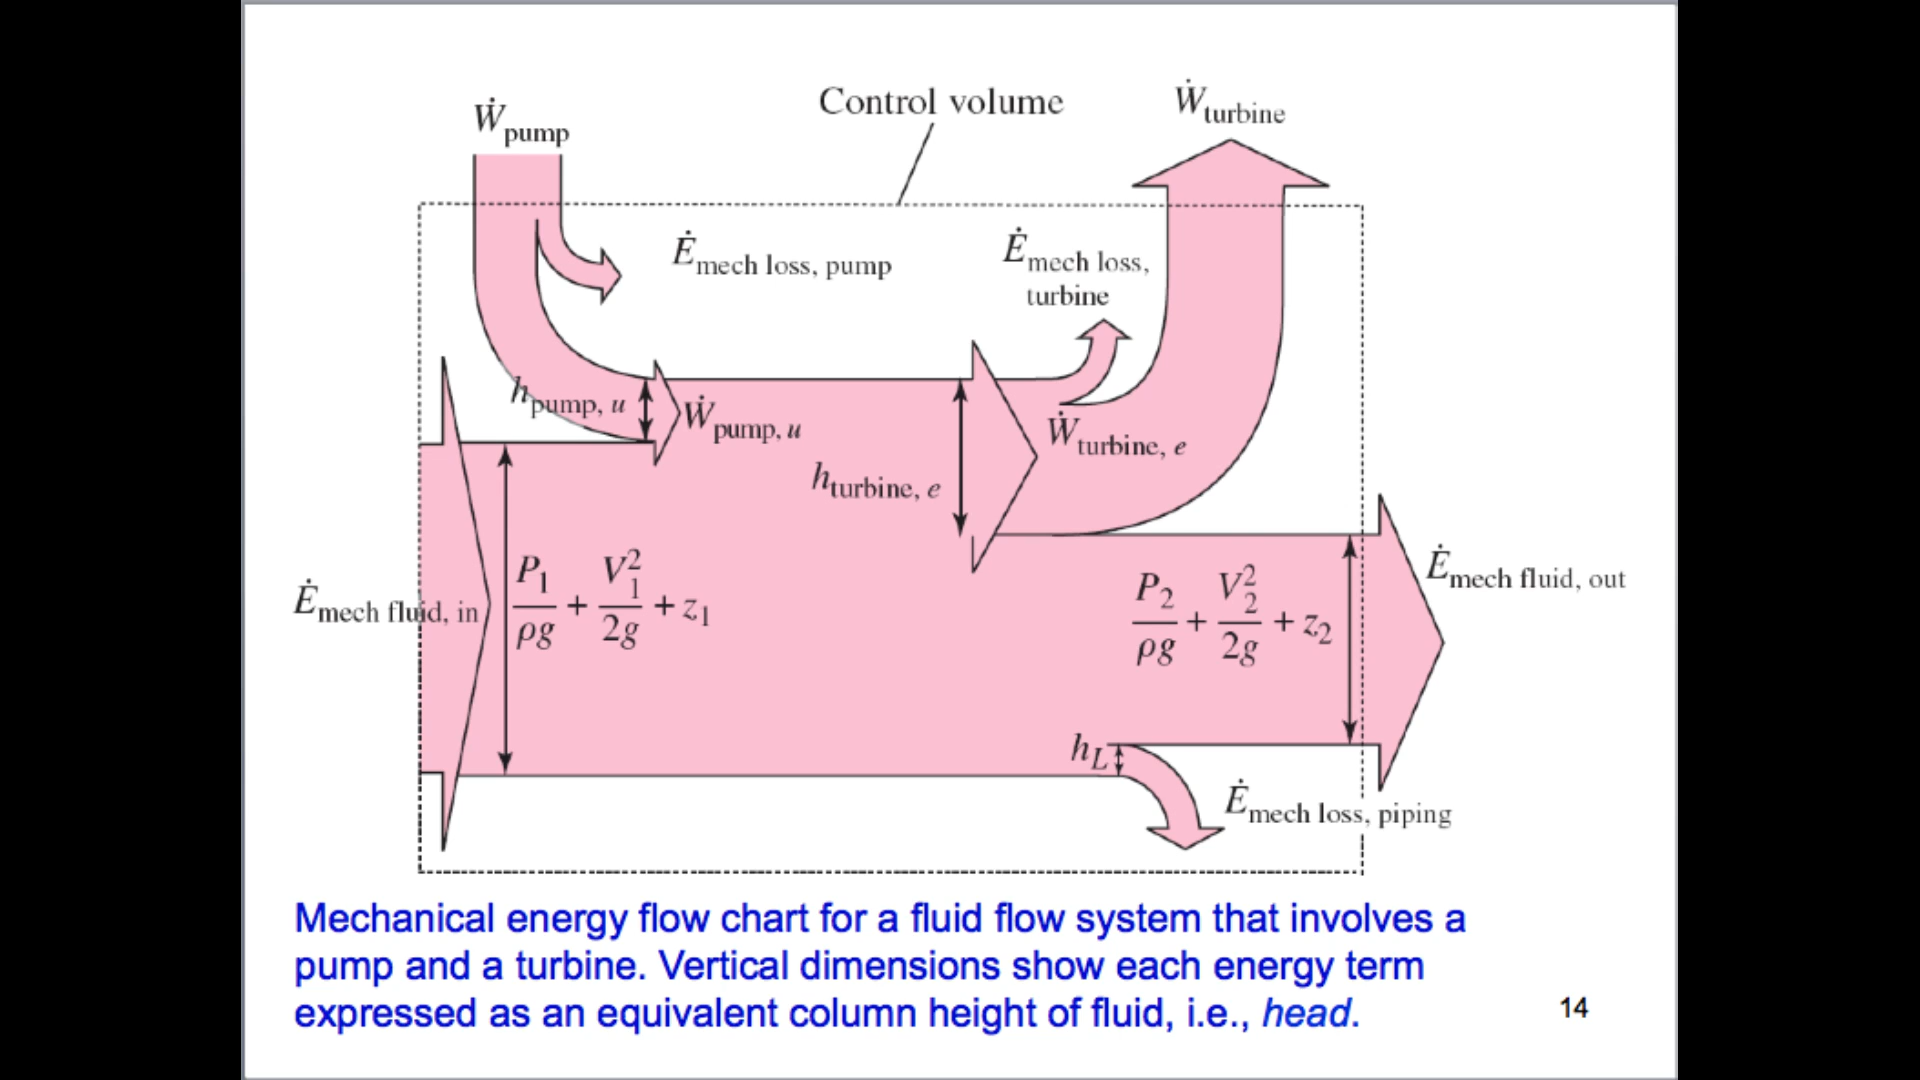 Ẇpump
Control volume
Ẇturbine
Ėmech loss, pump
Ėmech loss,
turbine
hpump, u
Ẇpump, u
Ẇturbine, e
hturbine, e
Ėmech fluid, in
P₁/ρg + V₁²/2g + z₁
P₂/ρg + V₂²/2g + z₂
Ėmech fluid, out
hL
Ėmech loss, piping
Mechanical energy flow chart for a fluid flow system that involves a
pump and a turbine. Vertical dimensions show each energy term
expressed as an equivalent column height of fluid, i.e., head.
14